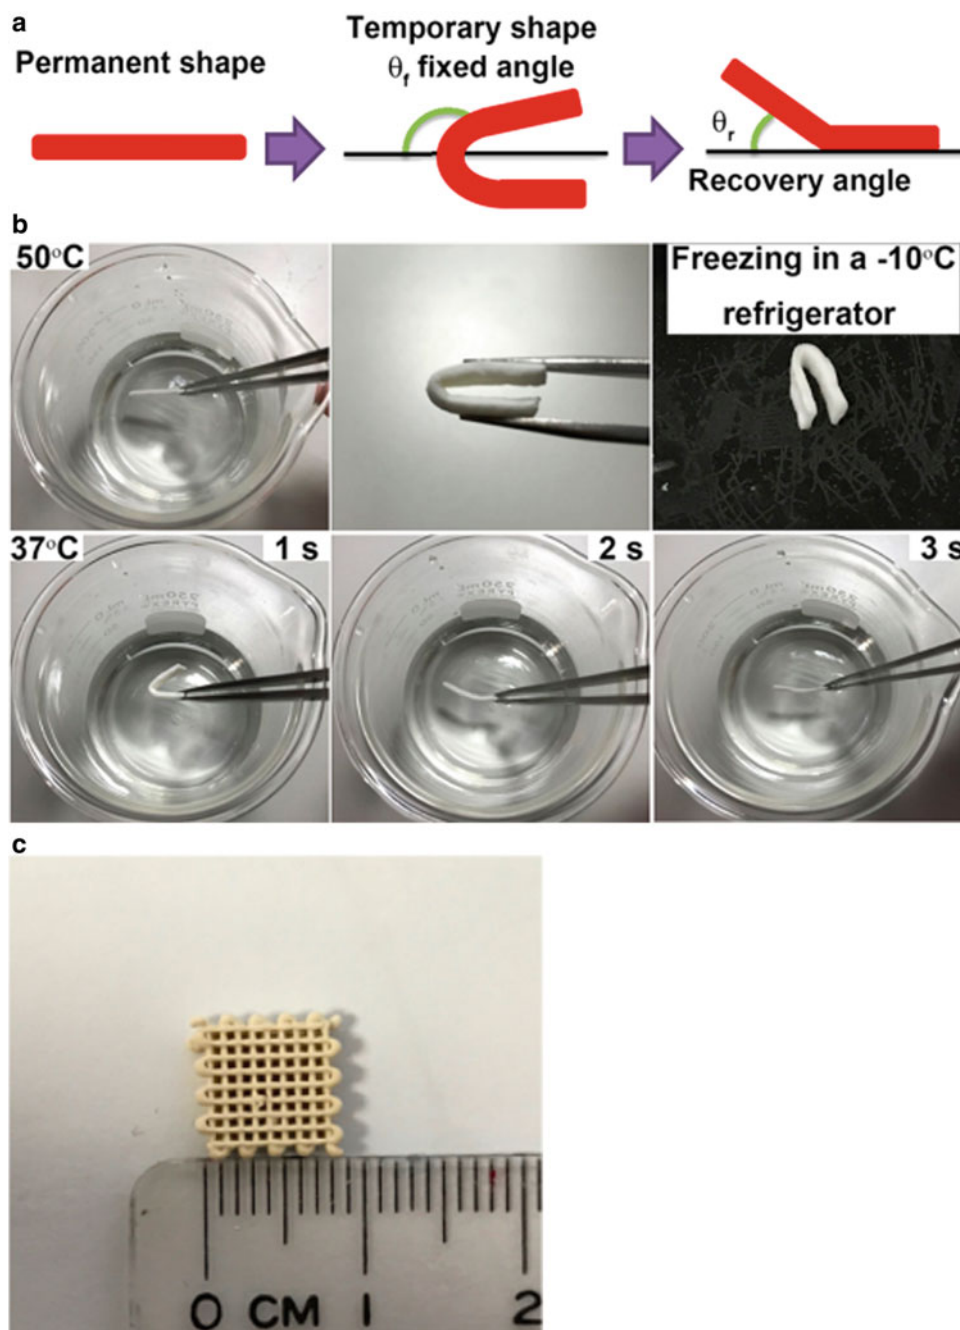 a
Permanent shape
Temporary shape
θf fixed angle
θr
Recovery angle
b
50°C
Freezing in a -10°C
refrigerator
37°C
1 s
2 s
3 s
c
0 CM 1 2